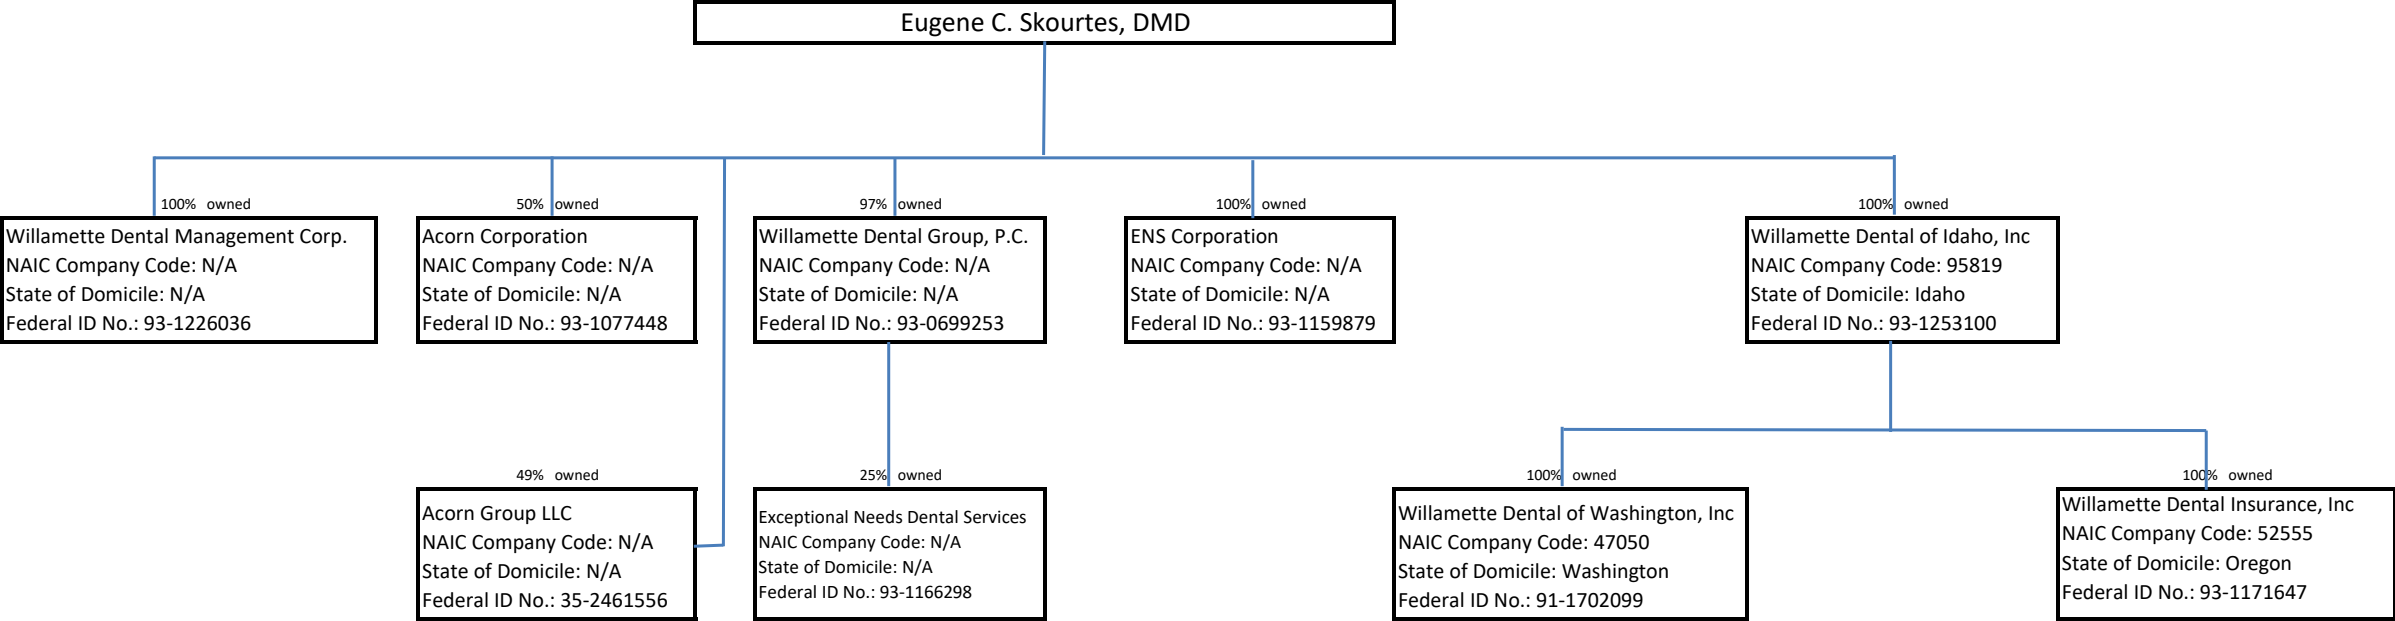 Eugene C. Skourtes, DMD
100% owned
Willamette Dental Management Corp.
NAIC Company Code: N/A
State of Domicile: N/A
Federal ID No.: 93-1226036
50% owned
Acorn Corporation
NAIC Company Code: N/A
State of Domicile: N/A
Federal ID No.: 93-1077448
97% owned
Willamette Dental Group, P.C.
NAIC Company Code: N/A
State of Domicile: N/A
Federal ID No.: 93-0699253
100% owned
ENS Corporation
NAIC Company Code: N/A
State of Domicile: N/A
Federal ID No.: 93-1159879
100% owned
Willamette Dental of Idaho, Inc
NAIC Company Code: 95819
State of Domicile: Idaho
Federal ID No.: 93-1253100
49% owned
Acorn Group LLC
NAIC Company Code: N/A
State of Domicile: N/A
Federal ID No.: 35-2461556
25% owned
Exceptional Needs Dental Services
NAIC Company Code: N/A
State of Domicile: N/A
Federal ID No.: 93-1166298
100% owned
Willamette Dental of Washington, Inc
NAIC Company Code: 47050
State of Domicile: Washington
Federal ID No.: 91-1702099
100% owned
Willamette Dental Insurance, Inc
NAIC Company Code: 52555
State of Domicile: Oregon
Federal ID No.: 93-1171647